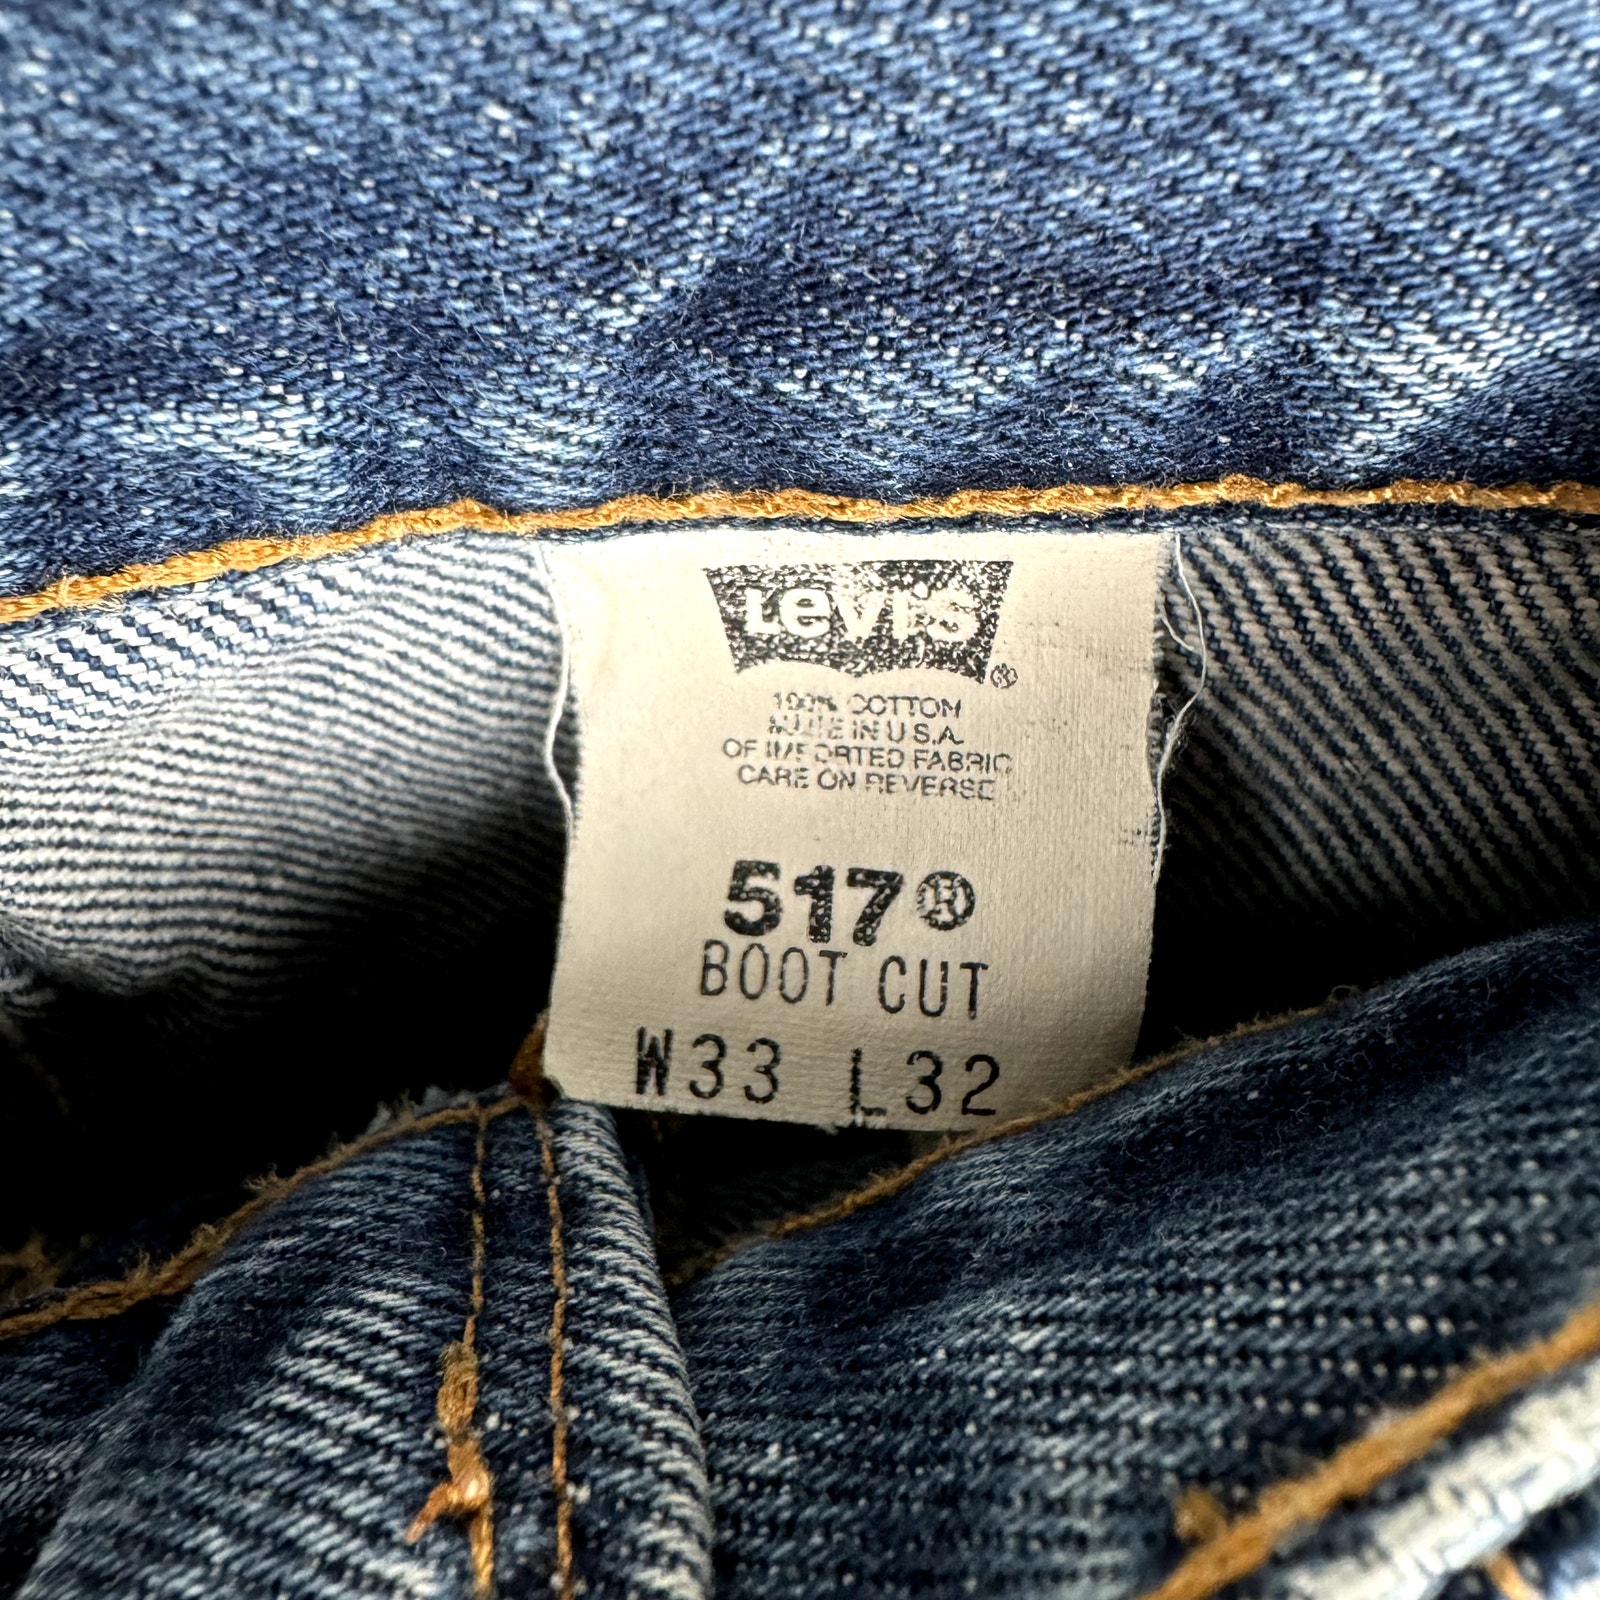 Levi's ®
100% COTTON
MADE IN U.S.A.
OF IMPORTED FABRIC
CARE ON REVERSE
517®
BOOT CUT
W33 L32